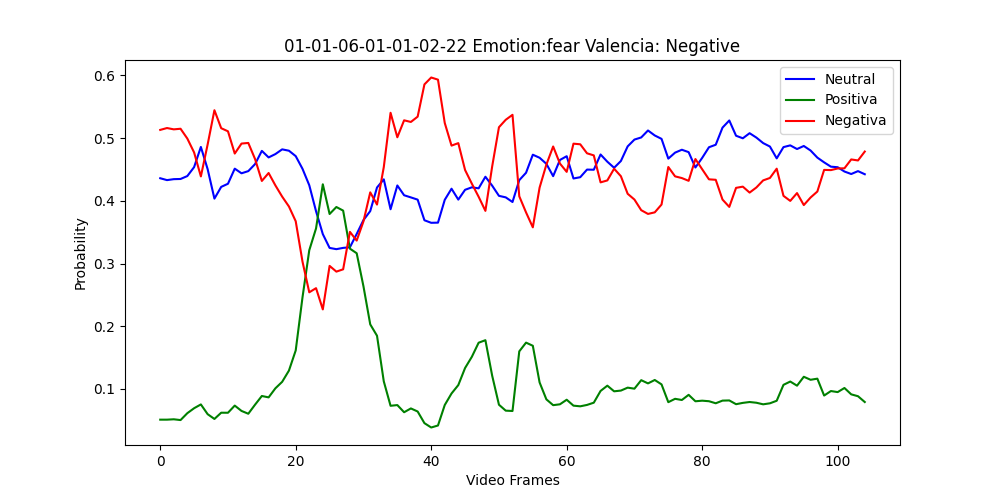 01-01-06-01-01-02-22 Emotion:fear Valencia: Negative
Neutral
Positiva
Negativa
0.6
0.5
0.4
0.3
0.2
0.1
Probability
0
20
40
60
80
100
Video Frames